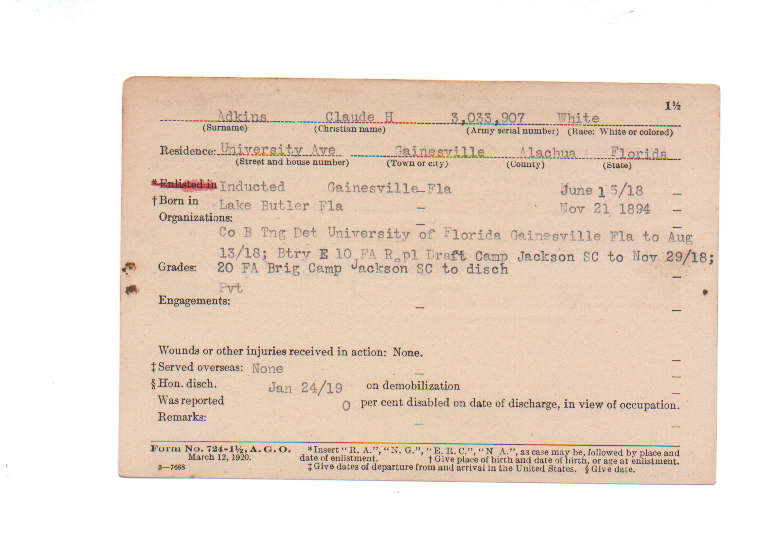 1½
Adkins Claude H 3,033,907 White
(Surname) (Christian name) (Army serial number) (Race: White or colored)
Residence: University Ave Gainesville Alachua Florida
(Street and house number) (Town or city) (County) (State)
*Enlisted in Inducted Gainesville Fla June 15/18 –
†Born in Lake Butler Fla – Nov 21 1894 –
Organizations: –
Co B Tng Det University of Florida Gainesville Fla to Aug
13/18; Btry E 10 FA Repl Draft Camp Jackson SC to Nov 29/18;
Grades: 20 FA Brig Camp Jackson SC to disch –
Pvt
Engagements: – –
Wounds or other injuries received in action: None. –
‡Served overseas: None – –
§Hon. disch. Jan 24/19 on demobilization –
Was reported 0 per cent disabled on date of discharge, in view of occupation.
Remarks: – –
Form No. 724-1½, A. G. O. *Insert "R. A.", "N. G.", "E. R. C.", "N A.", as case may be, followed by place and
March 12, 1920. date of enlistment. †Give place of birth and date of birth, or age at enlistment.
3—7668 ‡Give dates of departure from and arrival in the United States. §Give date.